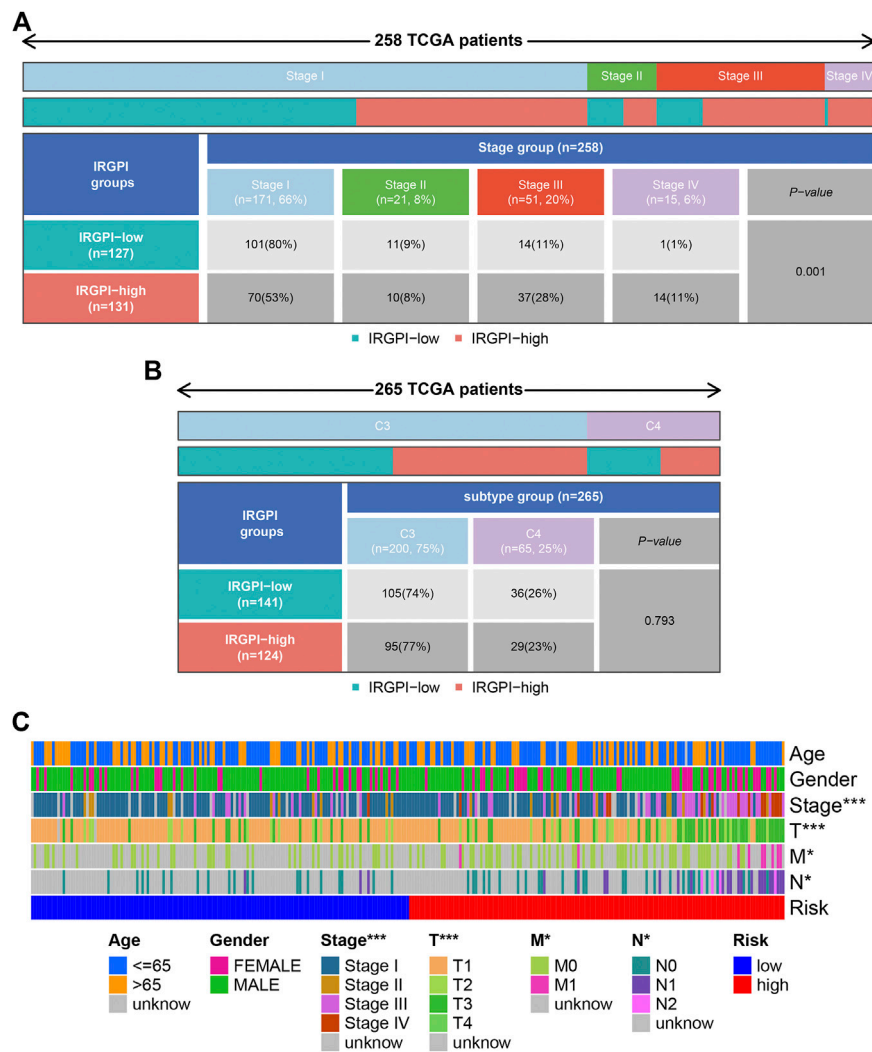 A
258 TCGA patients
Stage I Stage II Stage III Stage IV
IRGPI
groups
Stage group (n=258)
Stage I
(n=171, 66%)
Stage II
(n=21, 8%)
Stage III
(n=51, 20%)
Stage IV
(n=15, 6%)
P-value
IRGPI−low
(n=127)
101(80%) 11(9%) 14(11%) 1(1%)
0.001
IRGPI−high
(n=131)
70(53%) 10(8%) 37(28%) 14(11%)
IRGPI−low IRGPI−high
B
265 TCGA patients
C3 C4
IRGPI
groups
subtype group (n=265)
C3
(n=200, 75%)
C4
(n=65, 25%)
P-value
IRGPI−low
(n=141)
105(74%) 36(26%)
0.793
IRGPI−high
(n=124)
95(77%) 29(23%)
IRGPI−low IRGPI−high
C
Age
Gender
Stage***
T***
M*
N*
Risk
Age
<=65
>65
unknow
Gender
FEMALE
MALE
Stage***
Stage I
Stage II
Stage III
Stage IV
unknow
T***
T1
T2
T3
T4
unknow
M*
M0
M1
unknow
N*
N0
N1
N2
unknow
Risk
low
high